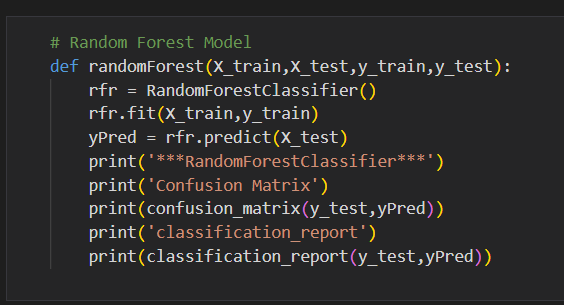 # Random Forest Model
def randomForest(X_train,X_test,y_train,y_test):
    rfr = RandomForestClassifier()
    rfr.fit(X_train,y_train)
    yPred = rfr.predict(X_test)
    print('***RandomForestClassifier***')
    print('Confusion Matrix')
    print(confusion_matrix(y_test,yPred))
    print('classification_report')
    print(classification_report(y_test,yPred))